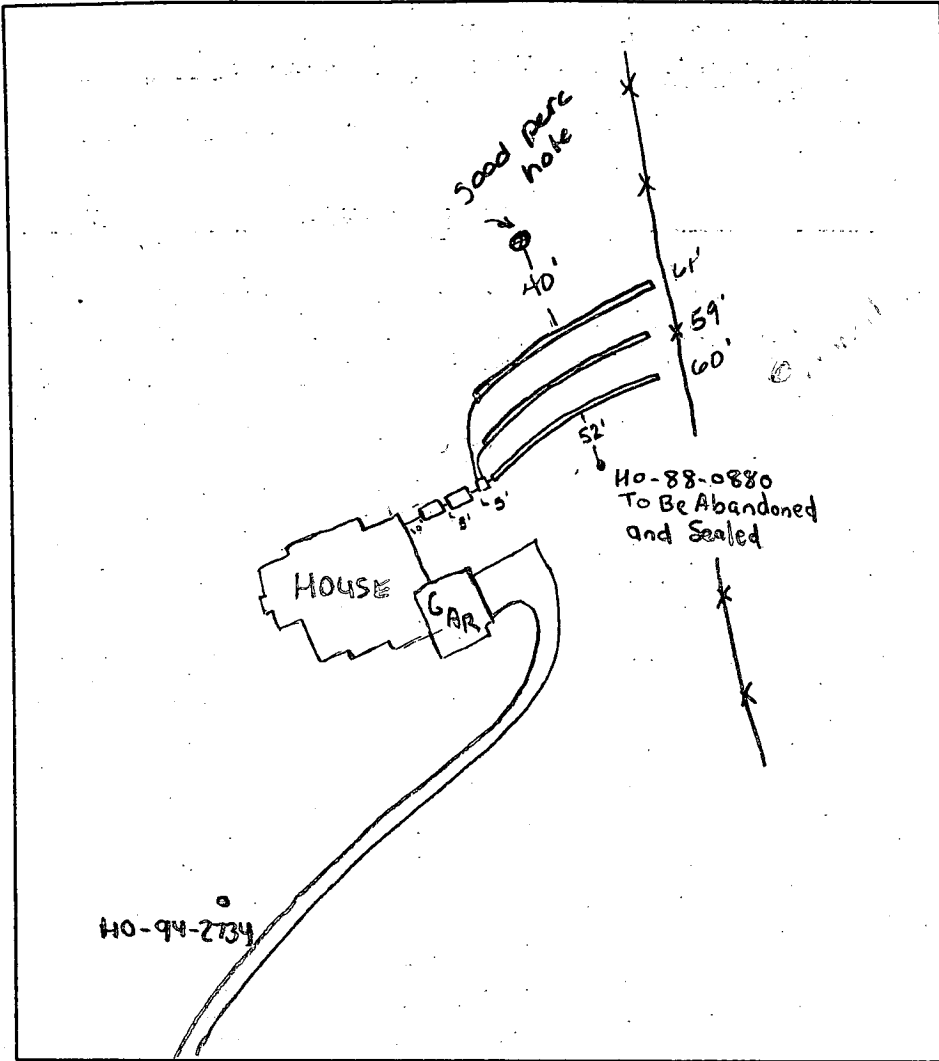 good perc
hole
40'
61'
59'
60'
52'
HO-88-0880
To Be Abandoned
and Sealed
10'
8'
5'
HOUSE
GAR
HO-94-2734